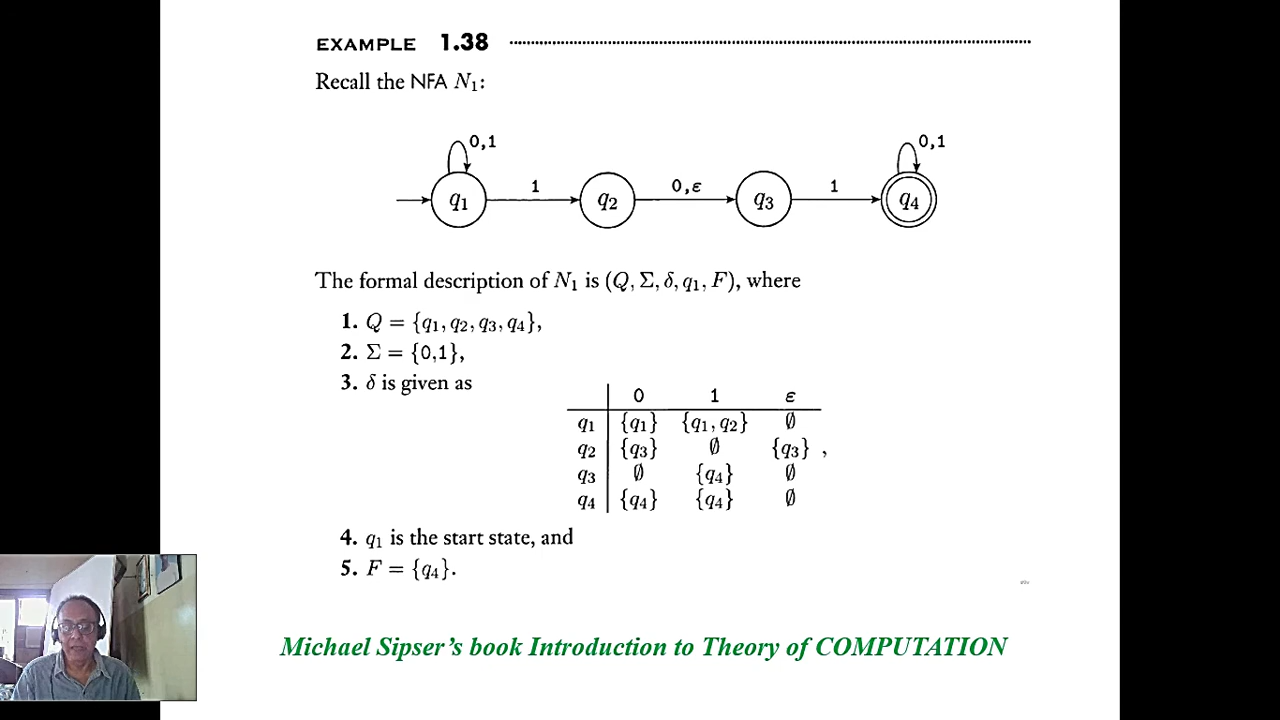 EXAMPLE 1.38
Recall the NFA N₁:
0,1 0,1
q₁ 1 q₂ 0,ε q₃ 1 q₄
The formal description of N₁ is (Q, Σ, δ, q₁, F), where
1. Q = {q₁, q₂, q₃, q₄},
2. Σ = {0,1},
3. δ is given as
0 1 ε
q₁ {q₁} {q₁, q₂} ∅
q₂ {q₃} ∅ {q₃} ,
q₃ ∅ {q₄} ∅
q₄ {q₄} {q₄} ∅
4. q₁ is the start state, and
5. F = {q₄}.
Michael Sipser's book Introduction to Theory of COMPUTATION